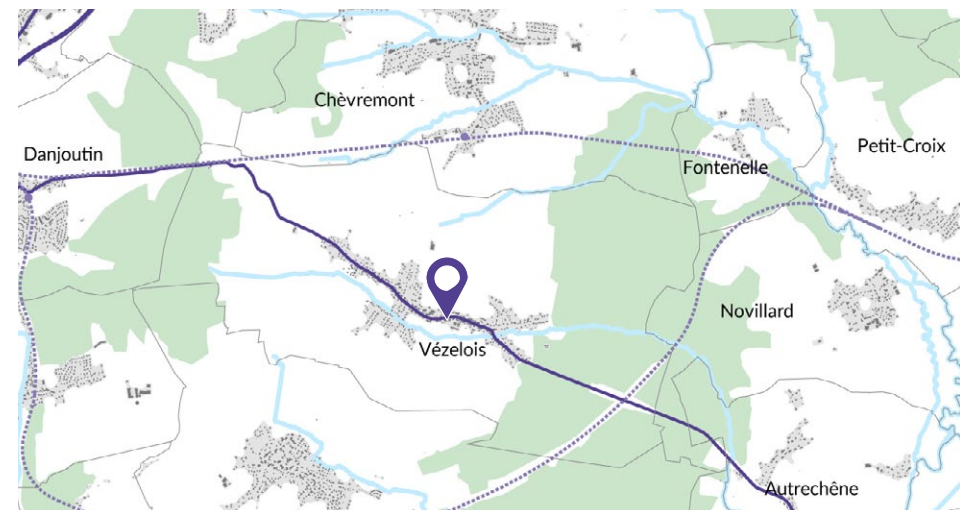 Chèvremont
Danjoutin
Petit-Croix
Fontenelle
Novillard
Vézelois
Autrechêne